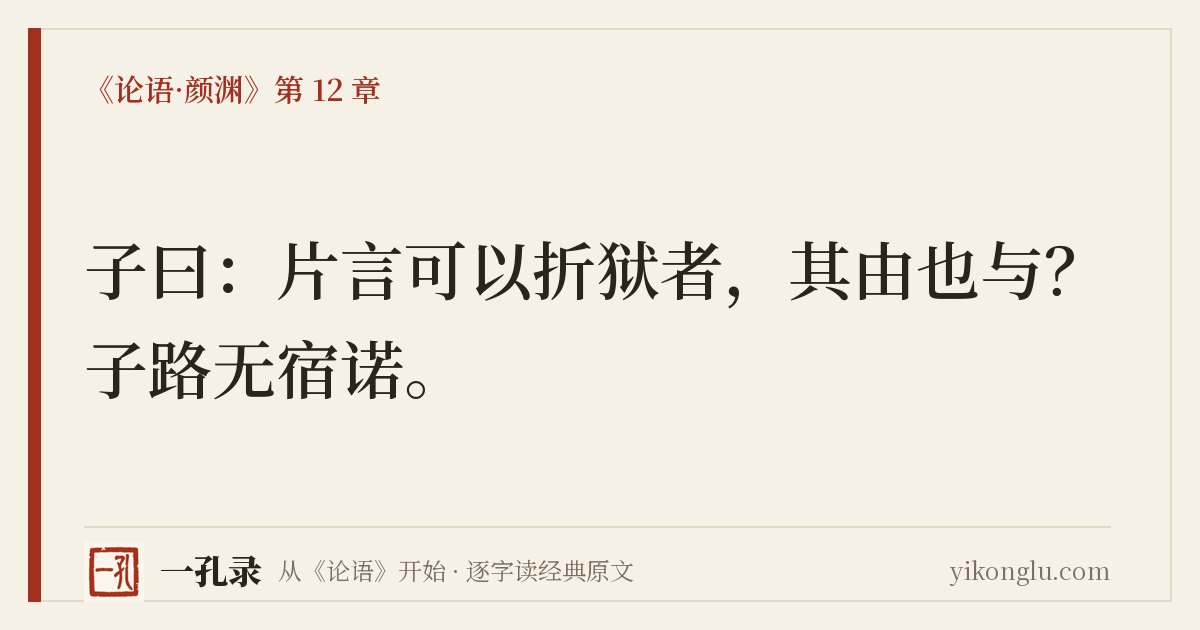 《论语·颜渊》第 12 章
子曰：片言可以折狱者，其由也与？
子路无宿诺。
一孔
一孔录 从《论语》开始 · 逐字读经典原文 yikonglu.com